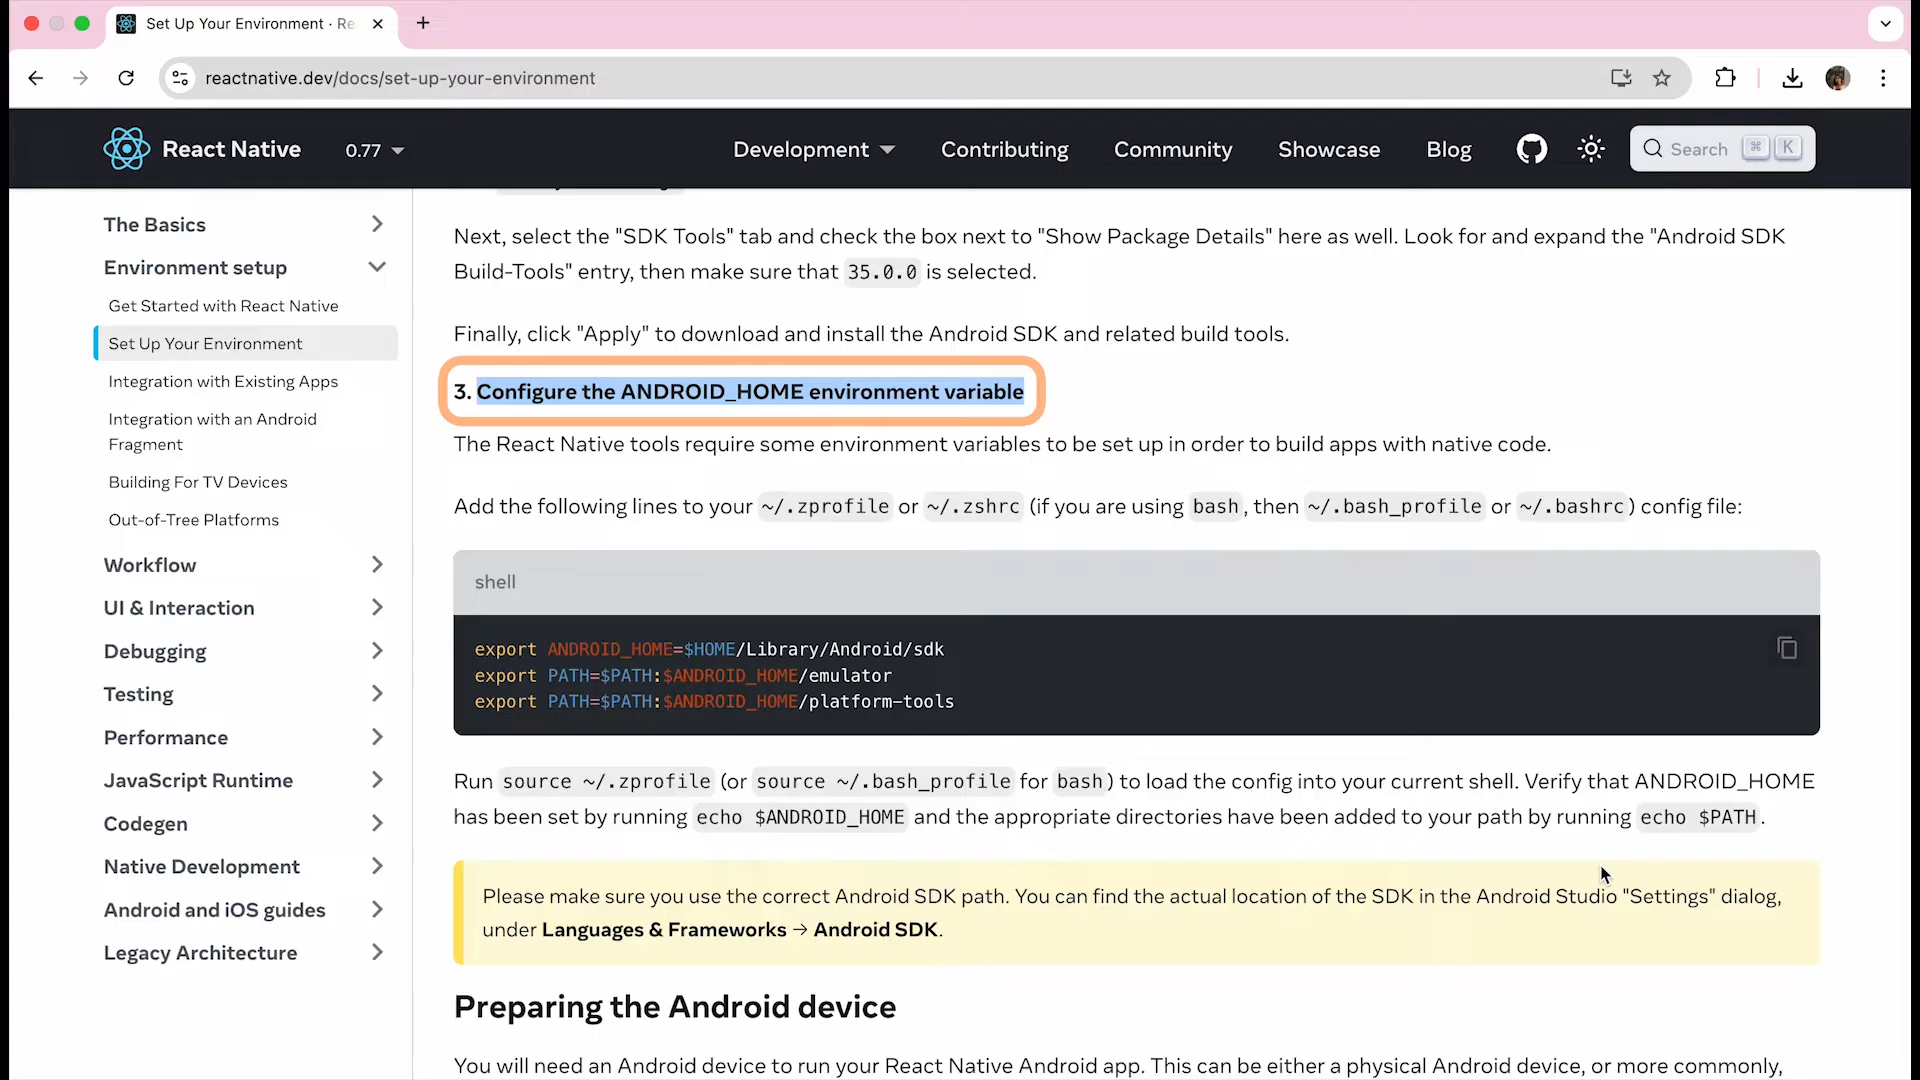 Set Up Your Environment · Re
reactnative.dev/docs/set-up-your-environment
React Native 0.77 Development Contributing Community Showcase Blog Search ⌘ K
The Basics
Environment setup
Get Started with React Native
Set Up Your Environment
Integration with Existing Apps
Integration with an Android
Fragment
Building For TV Devices
Out-of-Tree Platforms
Workflow
UI & Interaction
Debugging
Testing
Performance
JavaScript Runtime
Codegen
Native Development
Android and iOS guides
Legacy Architecture
Next, select the "SDK Tools" tab and check the box next to "Show Package Details" here as well. Look for and expand the "Android SDK
Build-Tools" entry, then make sure that 35.0.0 is selected.
Finally, click "Apply" to download and install the Android SDK and related build tools.
3. Configure the ANDROID_HOME environment variable
The React Native tools require some environment variables to be set up in order to build apps with native code.
Add the following lines to your ~/.zprofile or ~/.zshrc (if you are using bash, then ~/.bash_profile or ~/.bashrc) config file:
shell
export ANDROID_HOME=$HOME/Library/Android/sdk
export PATH=$PATH:$ANDROID_HOME/emulator
export PATH=$PATH:$ANDROID_HOME/platform-tools
Run source ~/.zprofile (or source ~/.bash_profile for bash) to load the config into your current shell. Verify that ANDROID_HOME
has been set by running echo $ANDROID_HOME and the appropriate directories have been added to your path by running echo $PATH.
Please make sure you use the correct Android SDK path. You can find the actual location of the SDK in the Android Studio "Settings" dialog,
under Languages & Frameworks → Android SDK.
Preparing the Android device
You will need an Android device to run your React Native Android app. This can be either a physical Android device, or more commonly,